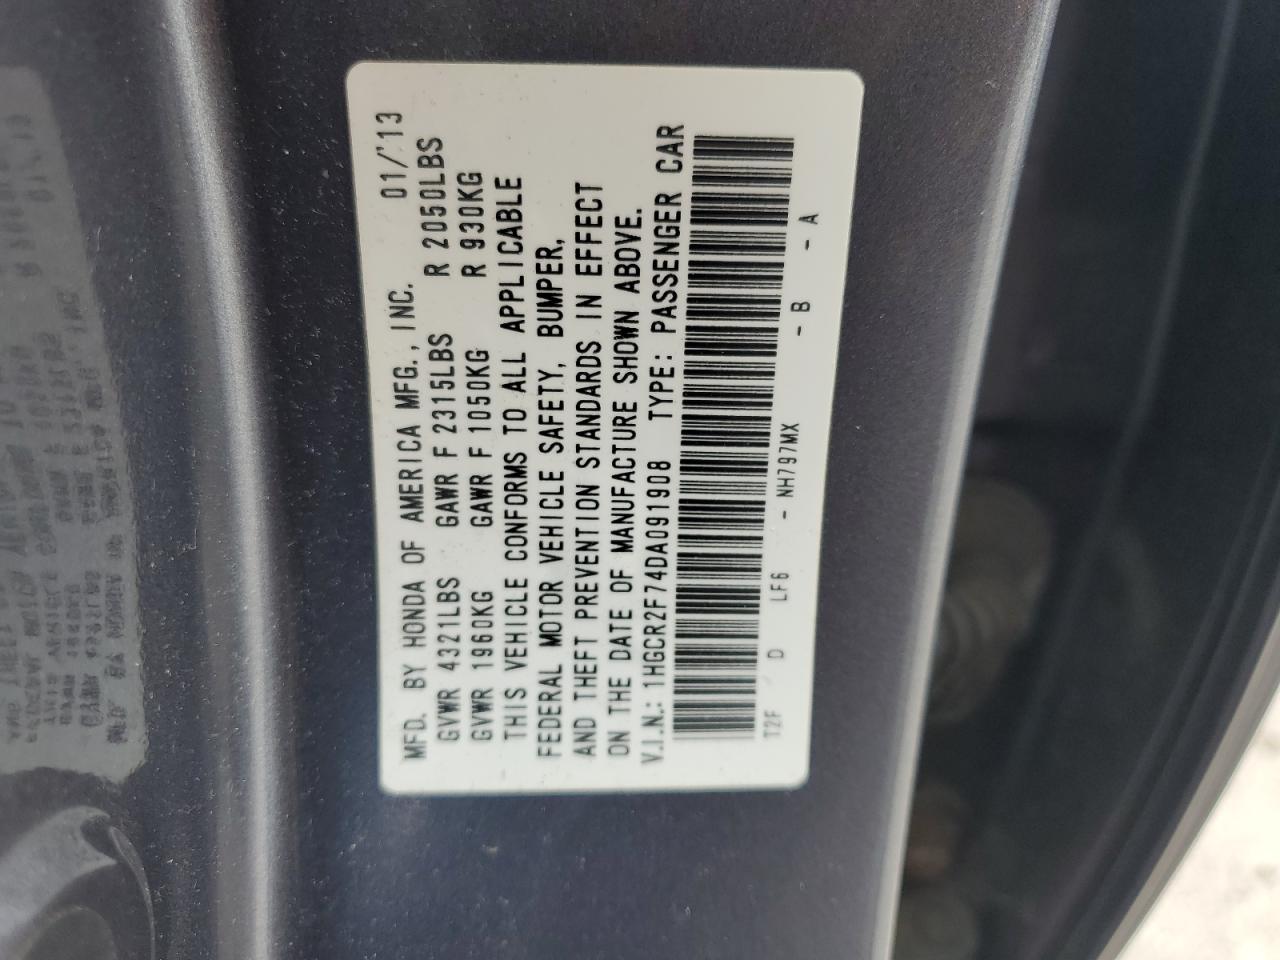 MFD. BY HONDA OF AMERICA MFG., INC. 01/'13
GVWR 4321LBS GAWR F 2315LBS R 2050LBS
GVWR 1960KG GAWR F 1050KG R 930KG
THIS VEHICLE CONFORMS TO ALL APPLICABLE
FEDERAL MOTOR VEHICLE SAFETY, BUMPER,
AND THEFT PREVENTION STANDARDS IN EFFECT
ON THE DATE OF MANUFACTURE SHOWN ABOVE.
V.I.N.: 1HGCR2F74DA091908 TYPE: PASSENGER CAR
T2F D LF6 - NH797MX - B - A